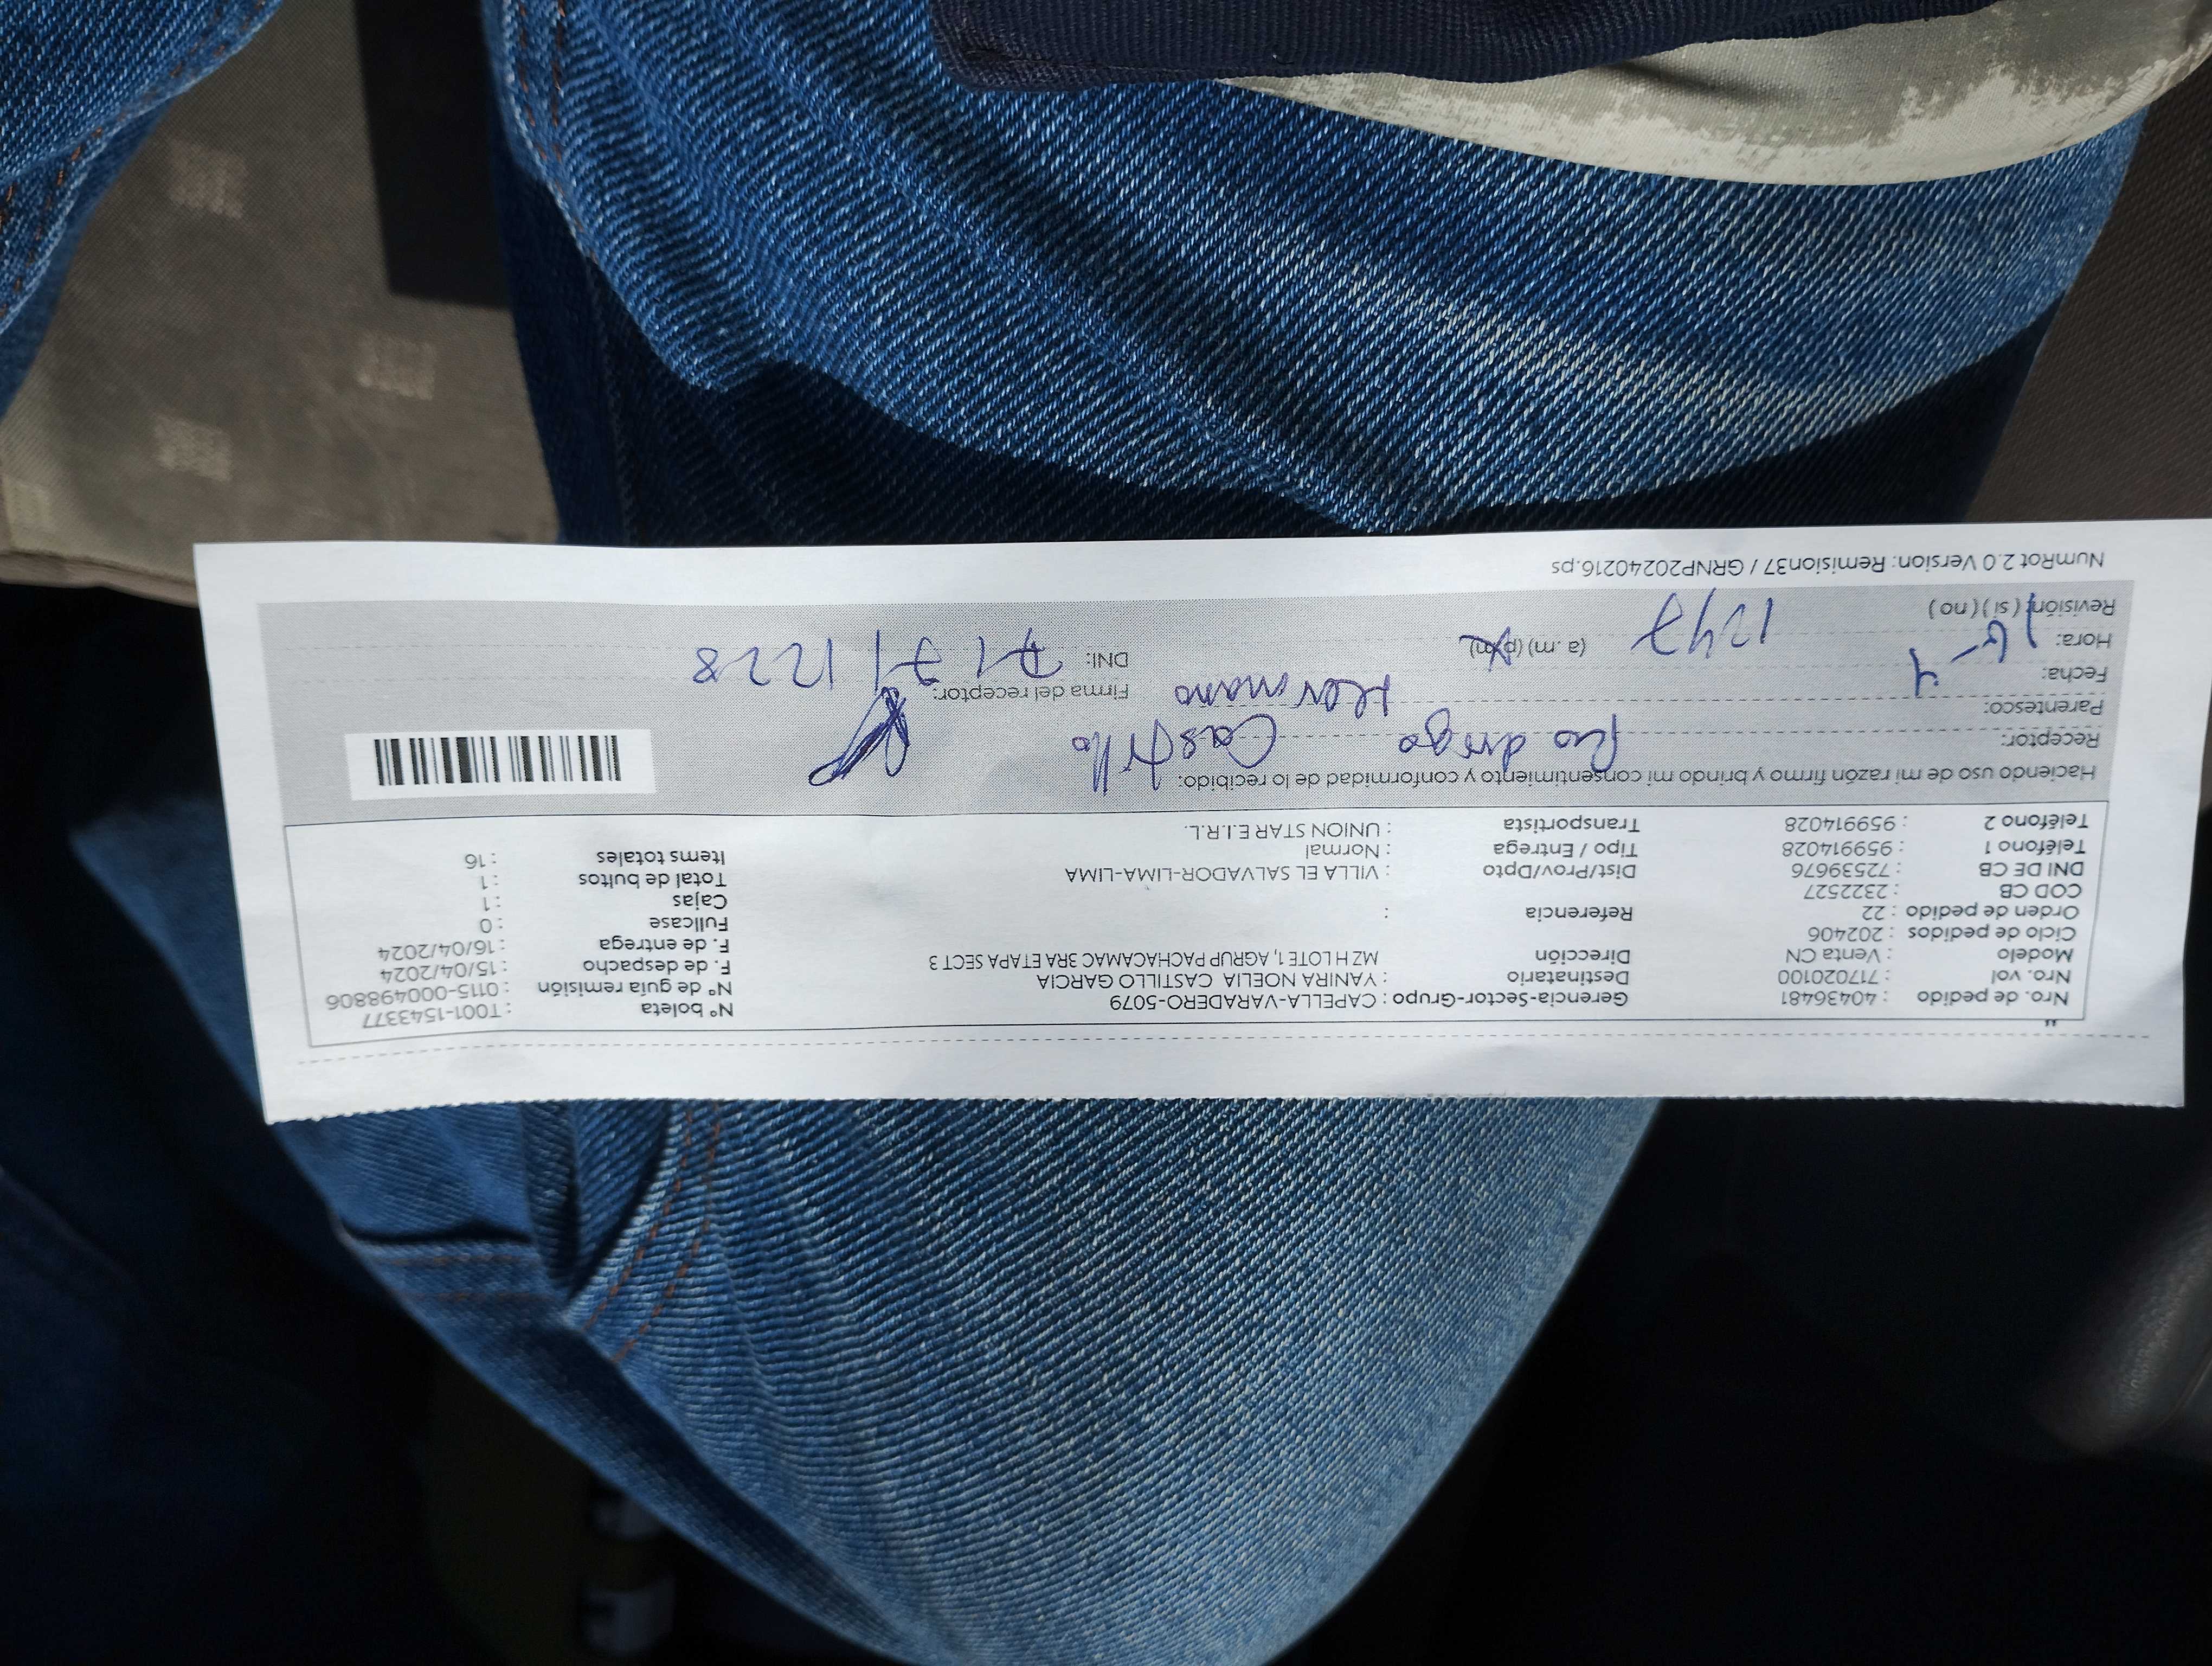 Nro. de pedido : 40436481 Gerencia-Sector-Grupo : CAPELLA-VARADERO-5079 Nº boleta : T001-1543377
Nro. vol : 717020100 Destinatario : YANIRA NOELIA CASTILLO GARCIA Nº de guía remisión : 0115-000498806
Modelo : Venta CN Dirección MZ H LOTE 1, AGRUP PACHACAMAC 3RA ETAPA SECT 3 F. de despacho : 15/04/2024
Ciclo de pedidos : 202406 F. de entrega : 16/04/2024
Orden de pedido : 22 Referencia : Fullcase : 0
COD CB : 2322527 Cajas : 1
DNI DE CB : 72539676 Dist/Prov/Dpto : VILLA EL SALVADOR-LIMA-LIMA Total de bultos : 1
Teléfono 1 : 959914028 Tipo / Entrega : Normal Items totales : 16
Teléfono 2 : 959914028 Transportista : UNION STAR E.I.R.L.
Haciendo uso de mi razón firmo y brindo mi consentimiento y conformidad de lo recibido:
Receptor: Rodrigo Castillo
Parentesco: Hermano Firma del receptor:
Fecha: 16-4
Hora: 1247 (a. m) (p.m) DNI: 71711228
Revisión ( si ) ( no )
NumRot 2.0 Version: Remision37 / GRNP20240216.ps